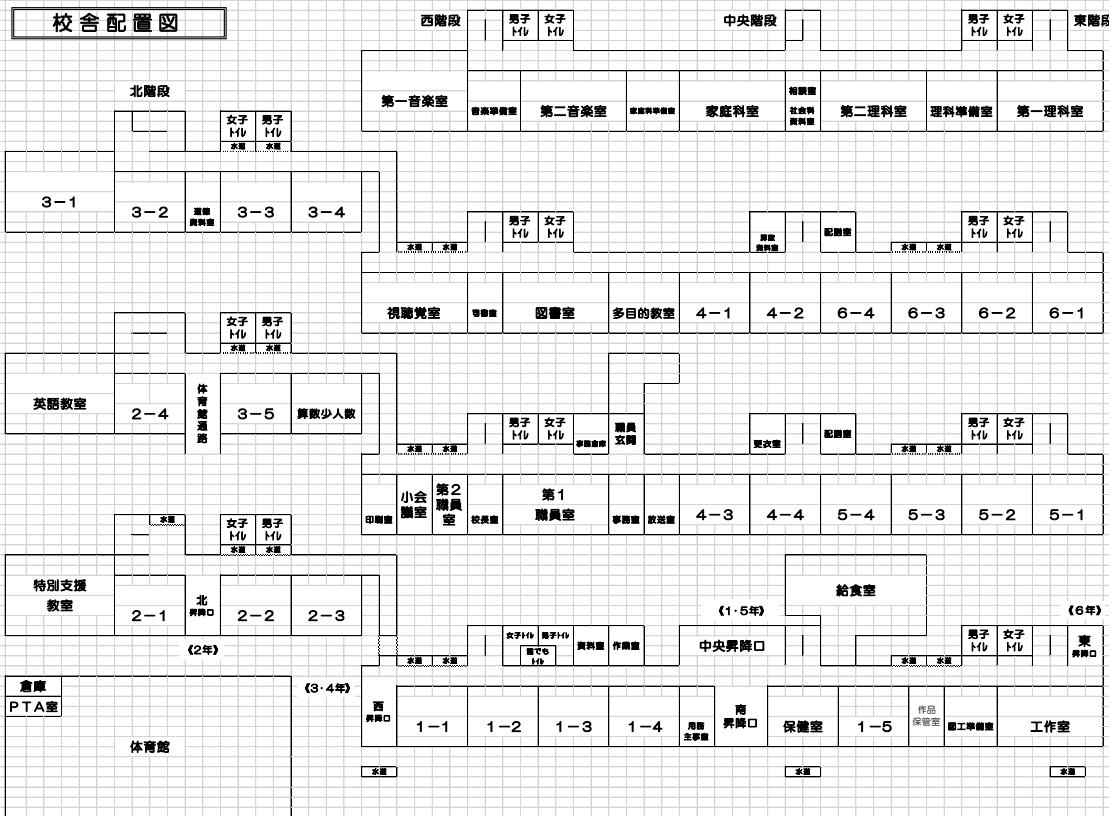 校舎配置図
西階段
男子トイレ
女子トイレ
中央階段
男子トイレ
女子トイレ
東階段
第一音楽室
音楽準備室
第二音楽室
家庭科準備室
家庭科室
相談室
社会科資料室
第二理科室
理科準備室
第一理科室
北階段
女子トイレ
男子トイレ
水道
水道
3-1
3-2
道徳資料室
3-3
3-4
男子トイレ
女子トイレ
算数資料室
配膳室
男子トイレ
女子トイレ
水道
水道
水道
水道
視聴覚室
図書室
多目的教室
4-1
4-2
6-4
6-3
6-2
6-1
女子トイレ
男子トイレ
水道
水道
英語教室
2-4
体育館通路
3-5
算数少人数
男子トイレ
女子トイレ
事務倉庫
職員玄関
更衣室
配膳室
男子トイレ
女子トイレ
水道
水道
水道
水道
印刷室
小会議室
第2職員室
校長室
第1職員室
事務室
放送室
4-3
4-4
5-4
5-3
5-2
5-1
水道
女子トイレ
男子トイレ
水道
水道
特別支援教室
2-1
北昇降口
2-2
2-3
《2年》
給食室
《1・5年》
《6年》
女子トイレ
男子トイレ
誰でもトイレ
資料室
作業室
中央昇降口
男子トイレ
女子トイレ
東昇降口
水道
水道
水道
水道
《3・4年》
西昇降口
1-1
1-2
1-3
1-4
用務主事室
南昇降口
保健室
1-5
作品保管室
図工準備室
工作室
倉庫
PTA室
体育館
水道
水道
水道